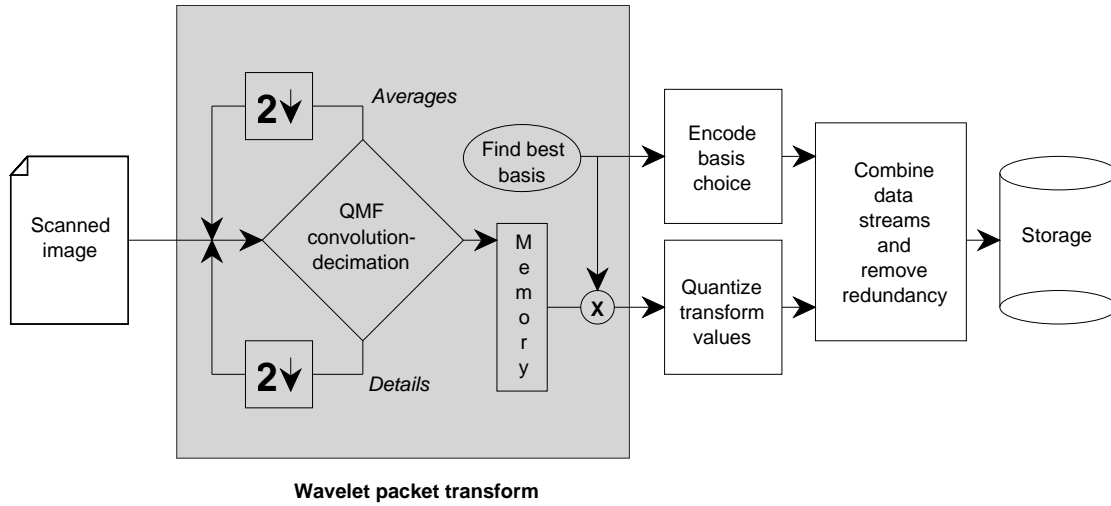 Scanned
image
2
Averages
QMF
convolution-
decimation
2
Details
Find best
basis
M
e
m
o
r
y
X
Encode
basis
choice
Quantize
transform
values
Combine
data
streams
and
remove
redundancy
Storage
Wavelet packet transform